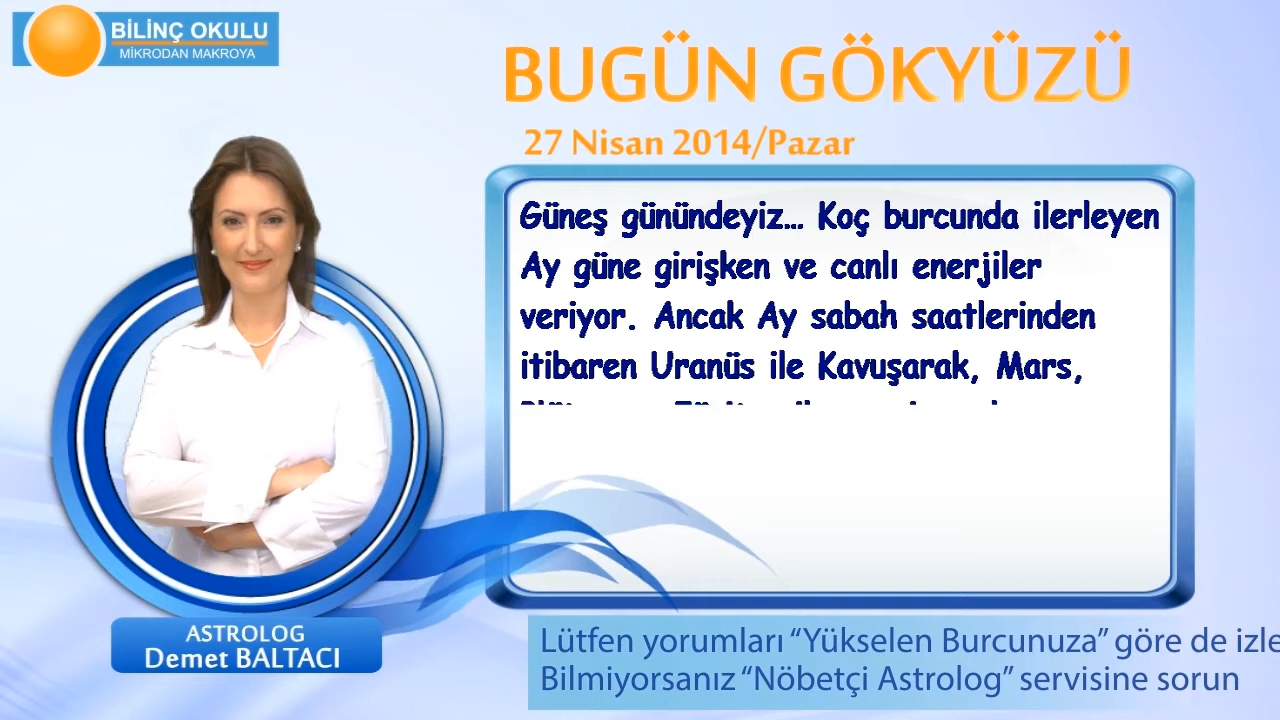 BİLİNÇ OKULU
MİKRODAN MAKROYA
BUGÜN GÖKYÜZÜ
27 Nisan 2014/Pazar
Güneş günündeyiz... Koç burcunda ilerleyen
Ay güne girişken ve canlı enerjiler
veriyor. Ancak Ay sabah saatlerinden
itibaren Uranüs ile Kavuşarak, Mars,
ASTROLOG
Demet BALTACI
Lütfen yorumları “Yükselen Burcunuza” göre de
Bilmiyorsanız “Nöbetçi Astrolog” servisine sorun